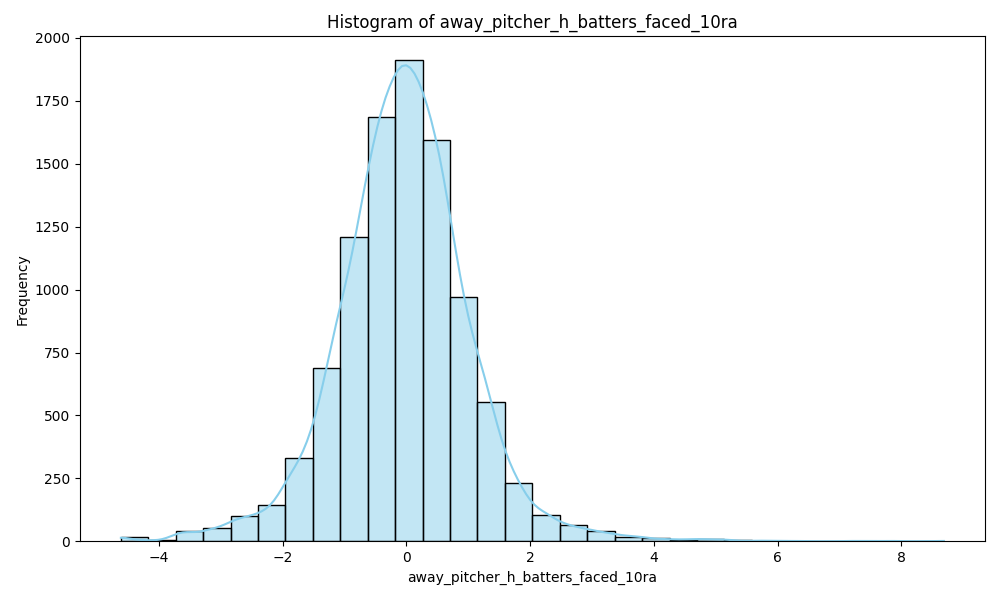 Histogram of away_pitcher_h_batters_faced_10ra
2000
1750
1500
1250
1000
750
500
250
0
Frequency
−4 −2 0 2 4 6 8
away_pitcher_h_batters_faced_10ra